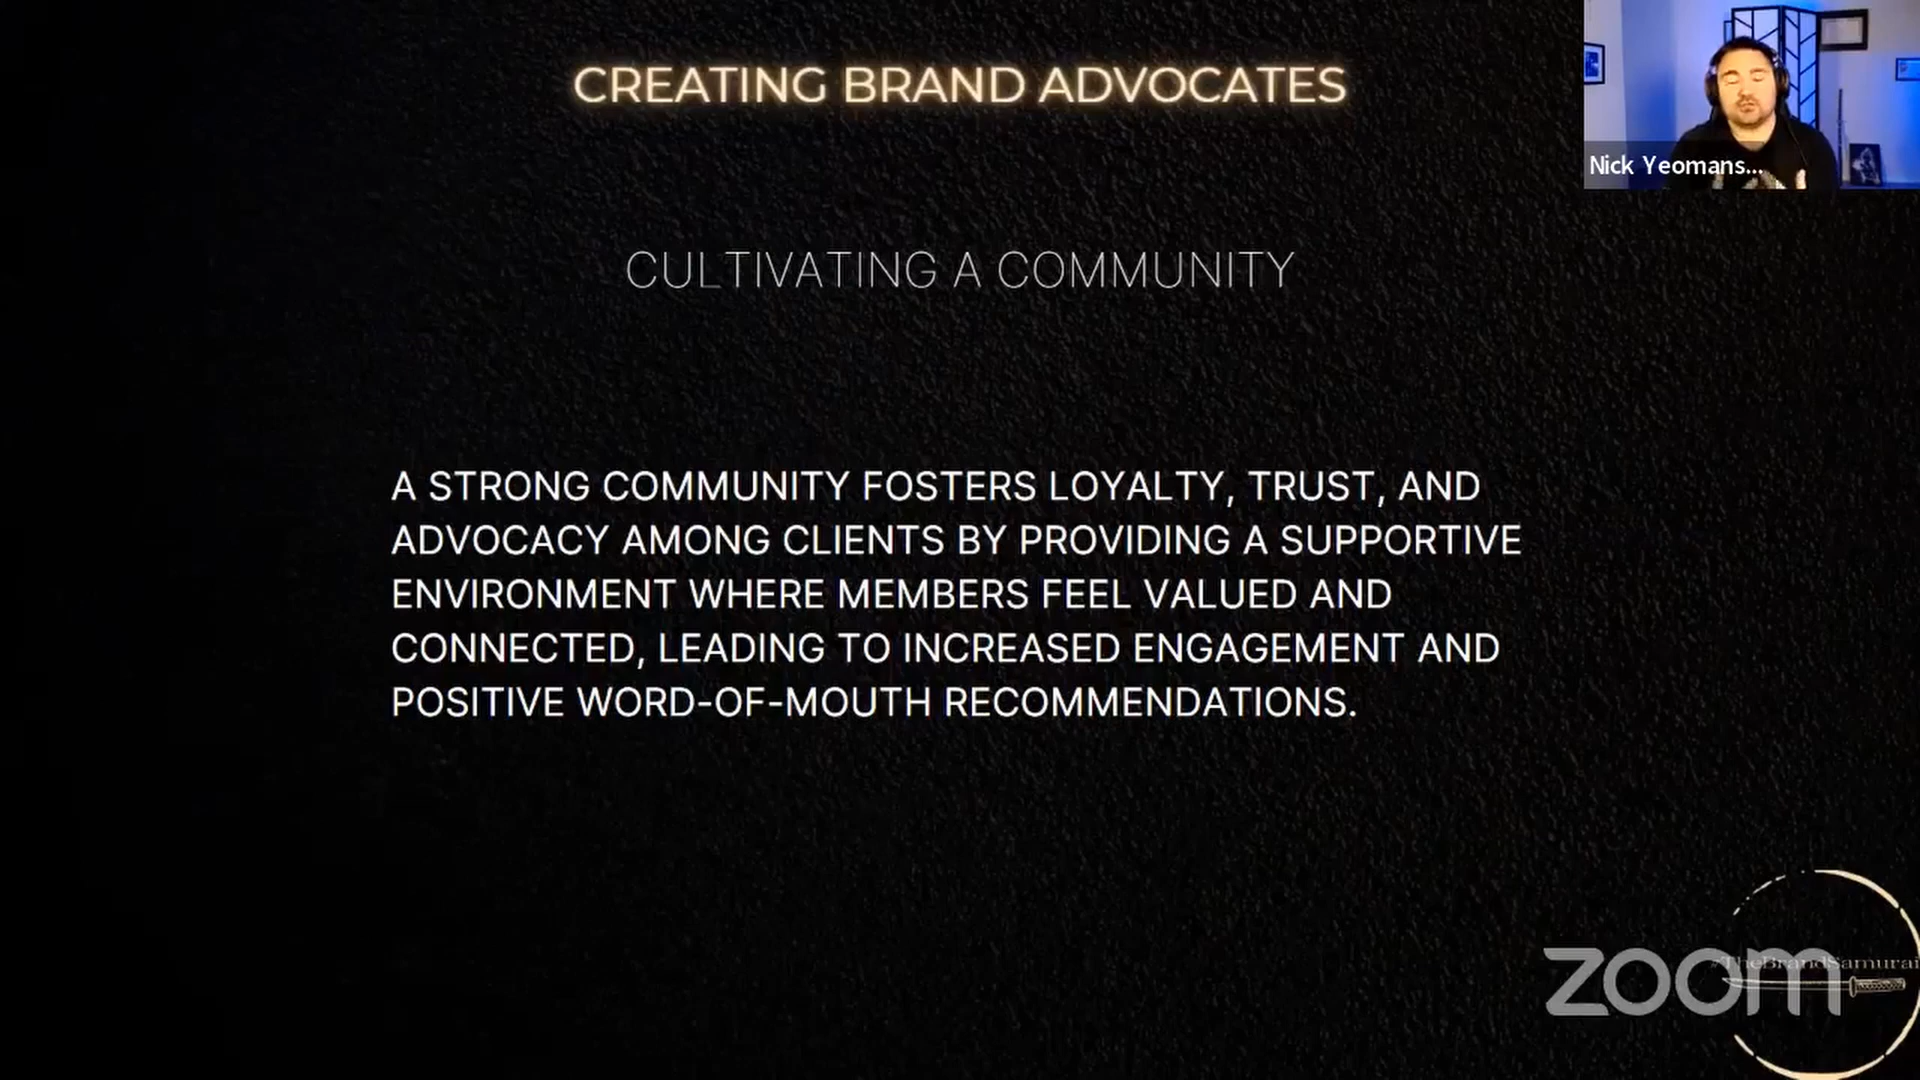 CREATING BRAND ADVOCATES
Nick Yeomans...
CULTIVATING A COMMUNITY
A STRONG COMMUNITY FOSTERS LOYALTY, TRUST, AND
ADVOCACY AMONG CLIENTS BY PROVIDING A SUPPORTIVE
ENVIRONMENT WHERE MEMBERS FEEL VALUED AND
CONNECTED, LEADING TO INCREASED ENGAGEMENT AND
POSITIVE WORD-OF-MOUTH RECOMMENDATIONS.
#TheBrandSamurai
zoom